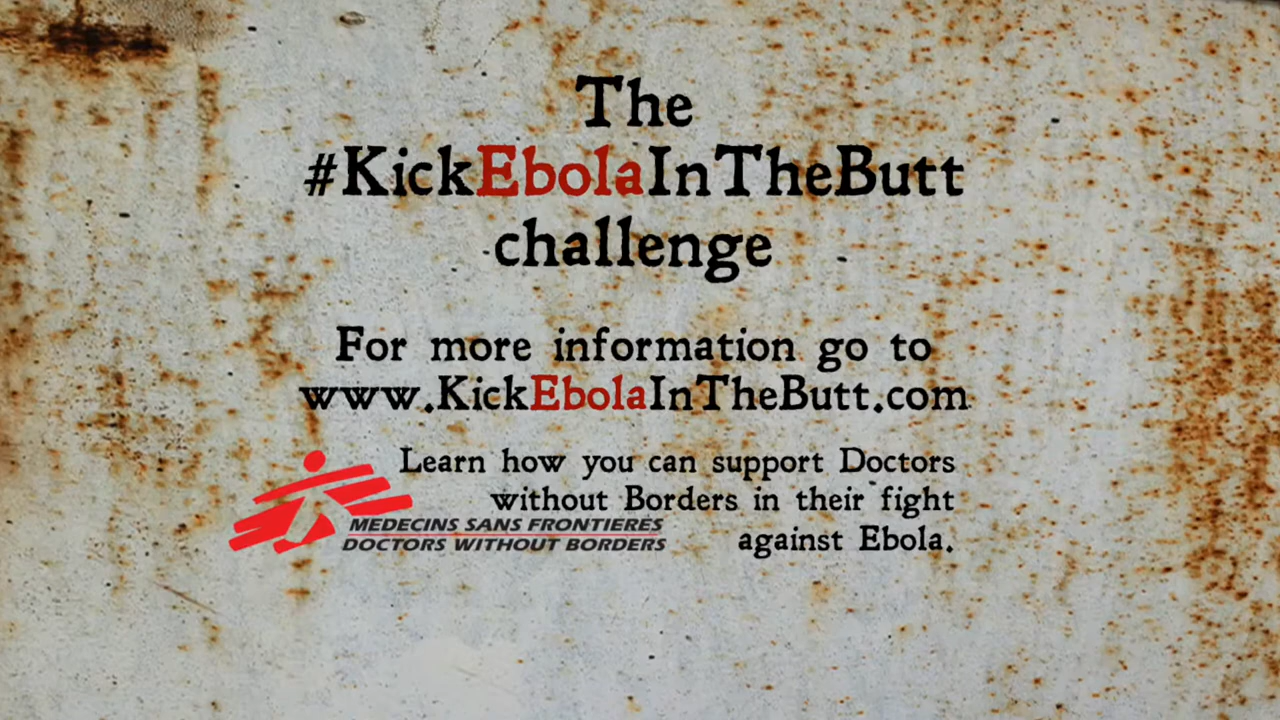 The
#KickEbolaInTheButt
challenge
For more information go to
www.KickEbolaInTheButt.com
Learn how you can support Doctors
without Borders in their fight
against Ebola.
MEDECINS SANS FRONTIERES
DOCTORS WITHOUT BORDERS